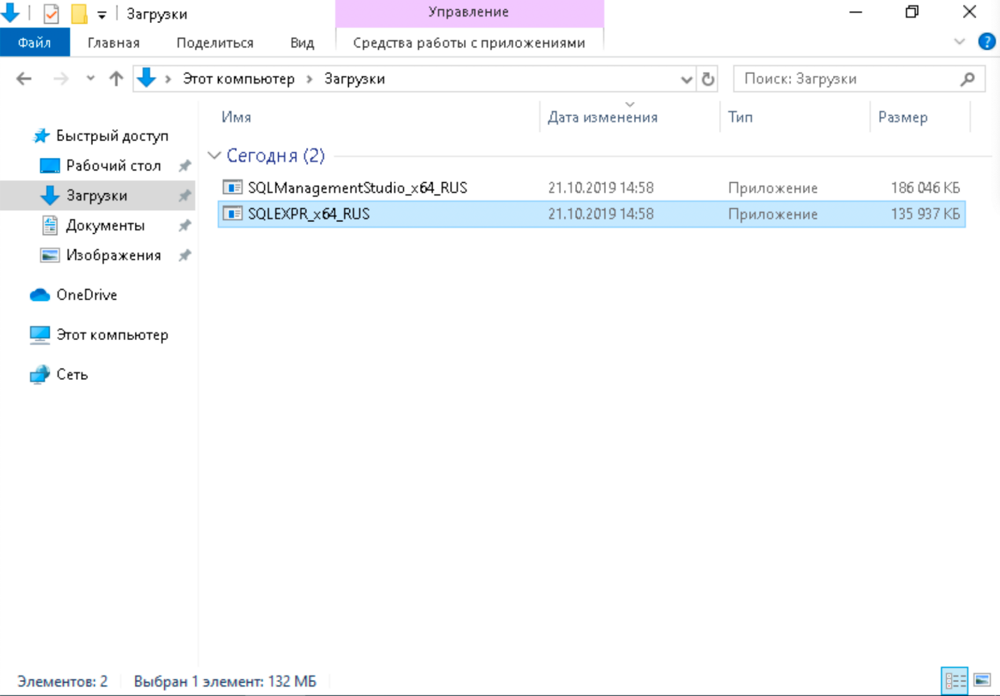 Загрузки
Управление
Файл
Главная
Поделиться
Вид
Средства работы с приложениями
?
Этот компьютер
Загрузки
Поиск: Загрузки
Имя
Дата изменения
Тип
Размер
Быстрый доступ
Рабочий стол
Загрузки
Документы
Изображения
OneDrive
Этот компьютер
Сеть
Сегодня (2)
SQLManagementStudio_x64_RUS 21.10.2019 14:58 Приложение 186 046 КБ
SQLEXPR_x64_RUS 21.10.2019 14:58 Приложение 135 937 КБ
Элементов: 2
Выбран 1 элемент: 132 МБ